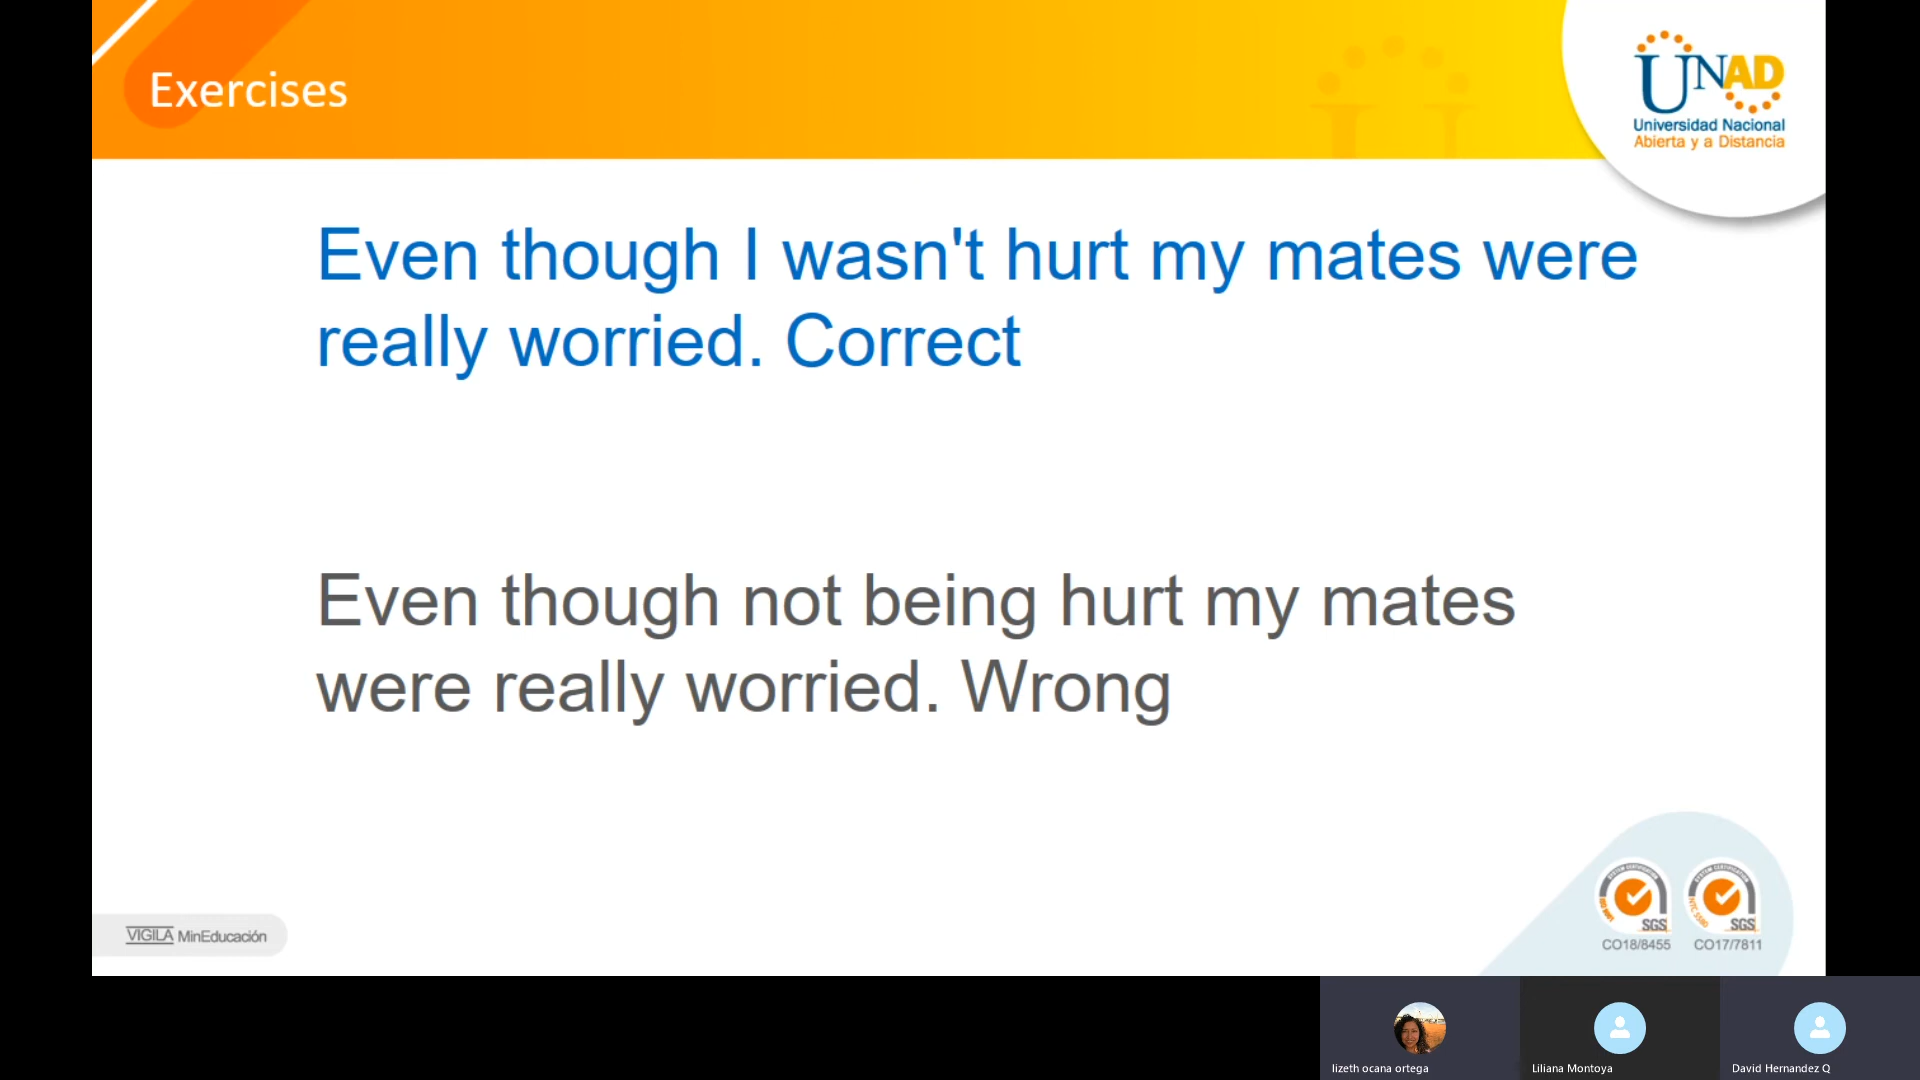 Exercises
UNAD
Universidad Nacional
Abierta y a Distancia
Even though I wasn't hurt my mates were
really worried. Correct
Even though not being hurt my mates
were really worried. Wrong
VIGILA MinEducación
SGS SGS
CO18/8455 CO17/7811
lizeth ocana ortega
Liliana Montoya
David Hernandez Q